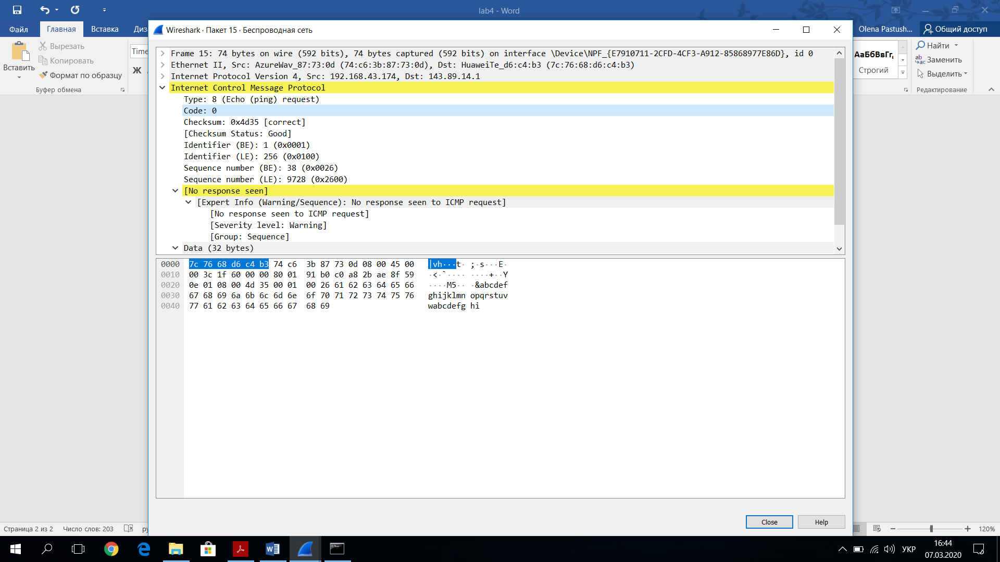 lab4 - Word
Файл
Главная
Вставка
Диз
Olena Pastush...
Общий доступ
Вставить
Вырезать
Копировать
Формат по образцу
Буфер обмена
Time
Ж
АаБбВвГг,
Строгий
Найти
Заменить
Выделить
Редактирование
Wireshark · Пакет 15 · Беспроводная сеть
Frame 15: 74 bytes on wire (592 bits), 74 bytes captured (592 bits) on interface \Device\NPF_{E7910711-2CFD-4CF3-A912-85868977E86D}, id 0
Ethernet II, Src: AzureWav_87:73:0d (74:c6:3b:87:73:0d), Dst: HuaweiTe_d6:c4:b3 (7c:76:68:d6:c4:b3)
Internet Protocol Version 4, Src: 192.168.43.174, Dst: 143.89.14.1
Internet Control Message Protocol
Type: 8 (Echo (ping) request)
Code: 0
Checksum: 0x4d35 [correct]
[Checksum Status: Good]
Identifier (BE): 1 (0x0001)
Identifier (LE): 256 (0x0100)
Sequence number (BE): 38 (0x0026)
Sequence number (LE): 9728 (0x2600)
[No response seen]
[Expert Info (Warning/Sequence): No response seen to ICMP request]
[No response seen to ICMP request]
[Severity level: Warning]
[Group: Sequence]
Data (32 bytes)
0000 7c 76 68 d6 c4 b3 74 c6 3b 87 73 0d 08 00 45 00 |vh···t· ;·s···E·
0010 00 3c 1f 60 00 00 80 01 91 b0 c0 a8 2b ae 8f 59 ·<·`···· ····+··Y
0020 0e 01 08 00 4d 35 00 01 00 26 61 62 63 64 65 66 ····M5·· ·&abcdef
0030 67 68 69 6a 6b 6c 6d 6e 6f 70 71 72 73 74 75 76 ghijklmn opqrstuv
0040 77 61 62 63 64 65 66 67 68 69 wabcdefg hi
Close
Help
Страница 2 из 2
Число слов: 203
ру
120%
УКР
16:44
07.03.2020